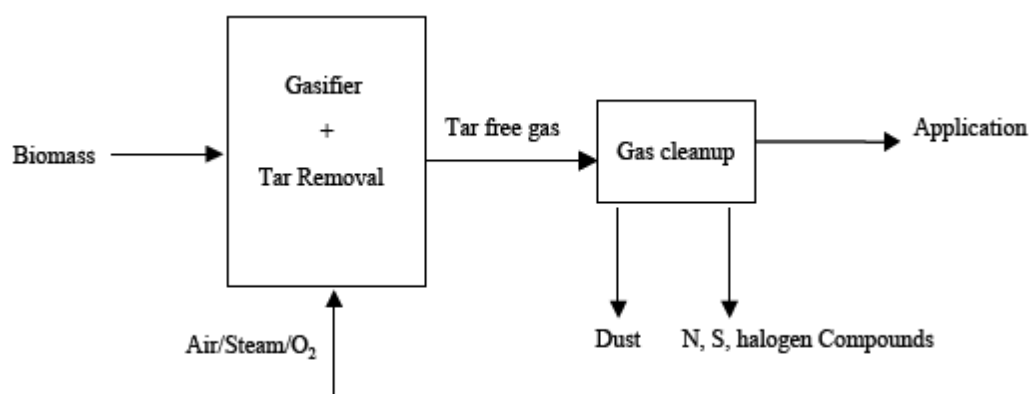 Gasifier
+
Tar Removal
Biomass
Tar free gas
Gas cleanup
Application
Air/Steam/O₂
Dust
N, S, halogen Compounds